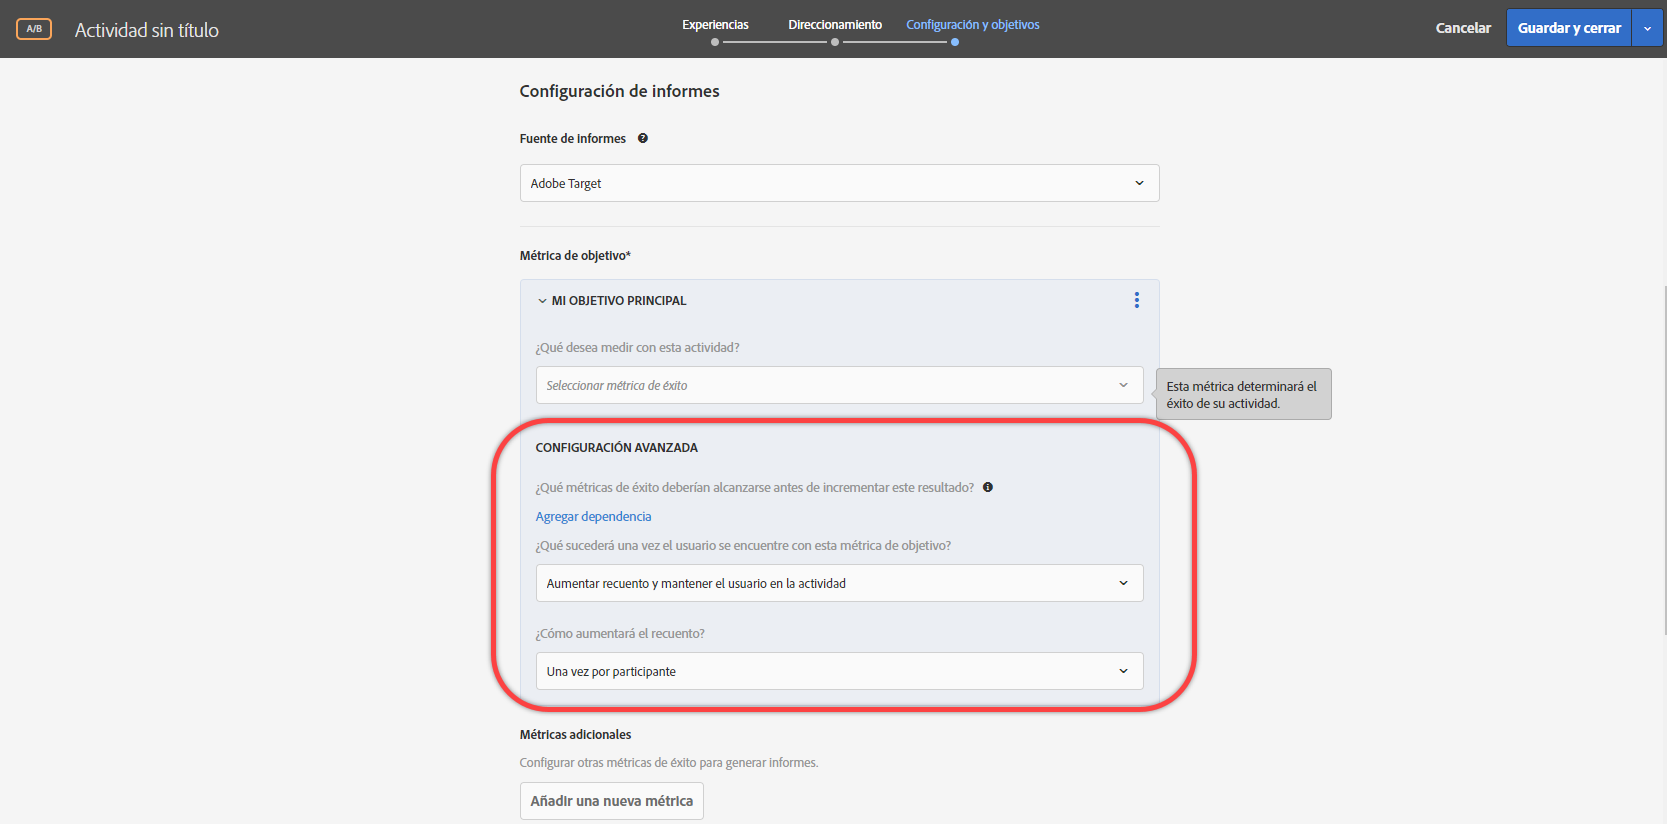 A/B
Actividad sin título
Experiencias
Direccionamiento
Configuración y objetivos
Cancelar
Guardar y cerrar
Configuración de informes
Fuente de informes
Adobe Target
Métrica de objetivo*
MI OBJETIVO PRINCIPAL
¿Qué desea medir con esta actividad?
Seleccionar métrica de éxito
Esta métrica determinará el
éxito de su actividad.
CONFIGURACIÓN AVANZADA
¿Qué métricas de éxito deberían alcanzarse antes de incrementar este resultado?
Agregar dependencia
¿Qué sucederá una vez el usuario se encuentre con esta métrica de objetivo?
Aumentar recuento y mantener el usuario en la actividad
¿Cómo aumentará el recuento?
Una vez por participante
Métricas adicionales
Configurar otras métricas de éxito para generar informes.
Añadir una nueva métrica